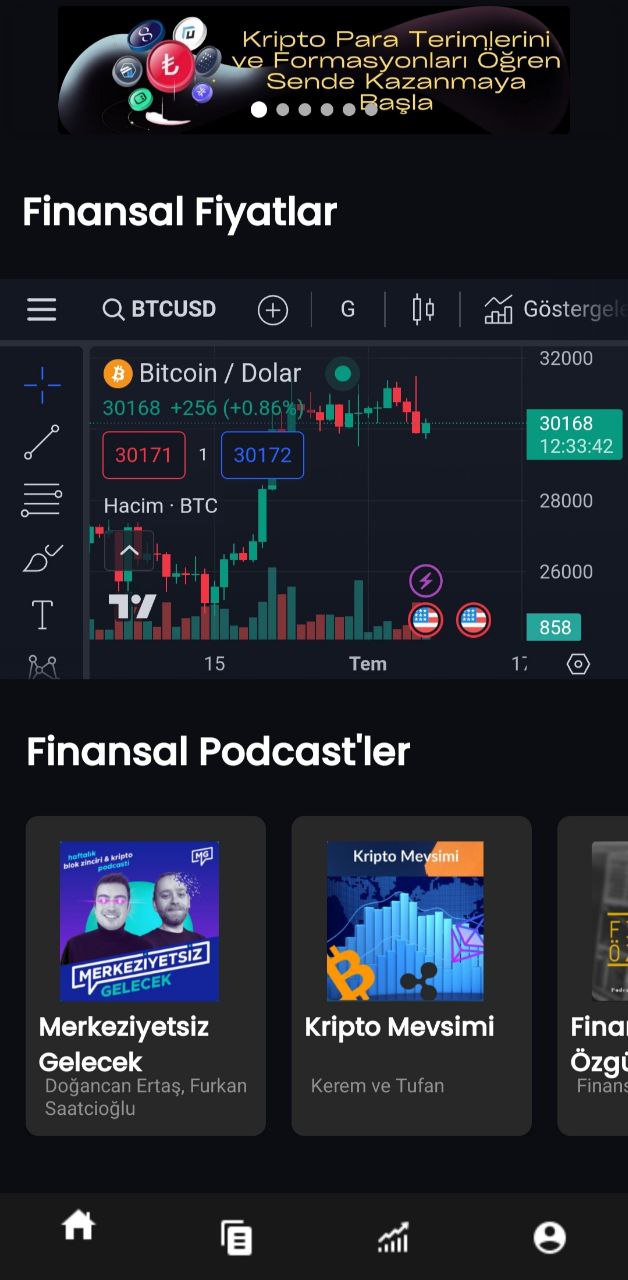 Kripto Para Terimlerini
ve Formasyonları Öğren
Sende Kazanmaya
Başla
Finansal Fiyatlar
BTCUSD
G
Göstergele
Bitcoin / Dolar
30168 +256 (+0.86%)
30171 1 30172
Hacim · BTC
32000
30168
12:33:42
28000
26000
858
15 Tem 17
Finansal Podcast'ler
haftalık
blok zinciri & kripto
podcasti
MG
MERKEZİYETSİZ
GELECEK
Merkeziyetsiz
Gelecek
Doğancan Ertaş, Furkan
Saatcioğlu
Kripto Mevsimi
Kripto Mevsimi
Kerem ve Tufan
Finan
Özgü
Finans